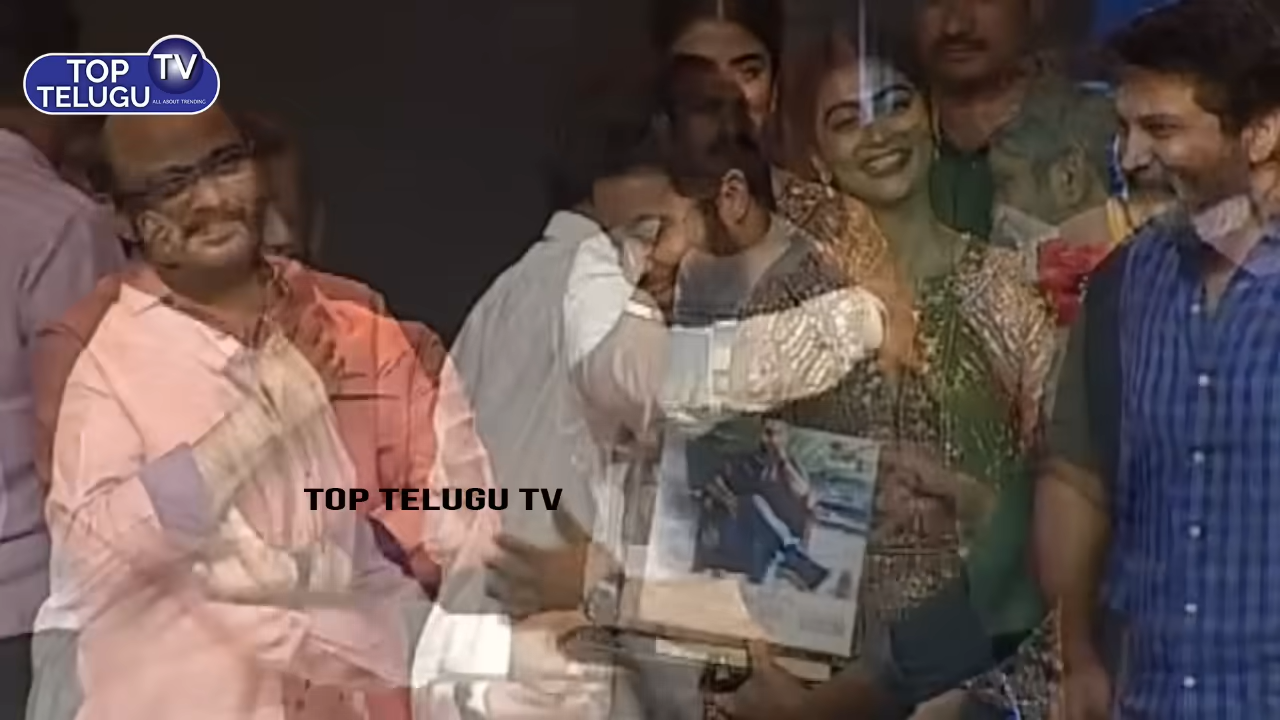 TOP
TELUGU
TV
ALL ABOUT TRENDING
TOP TELUGU TV